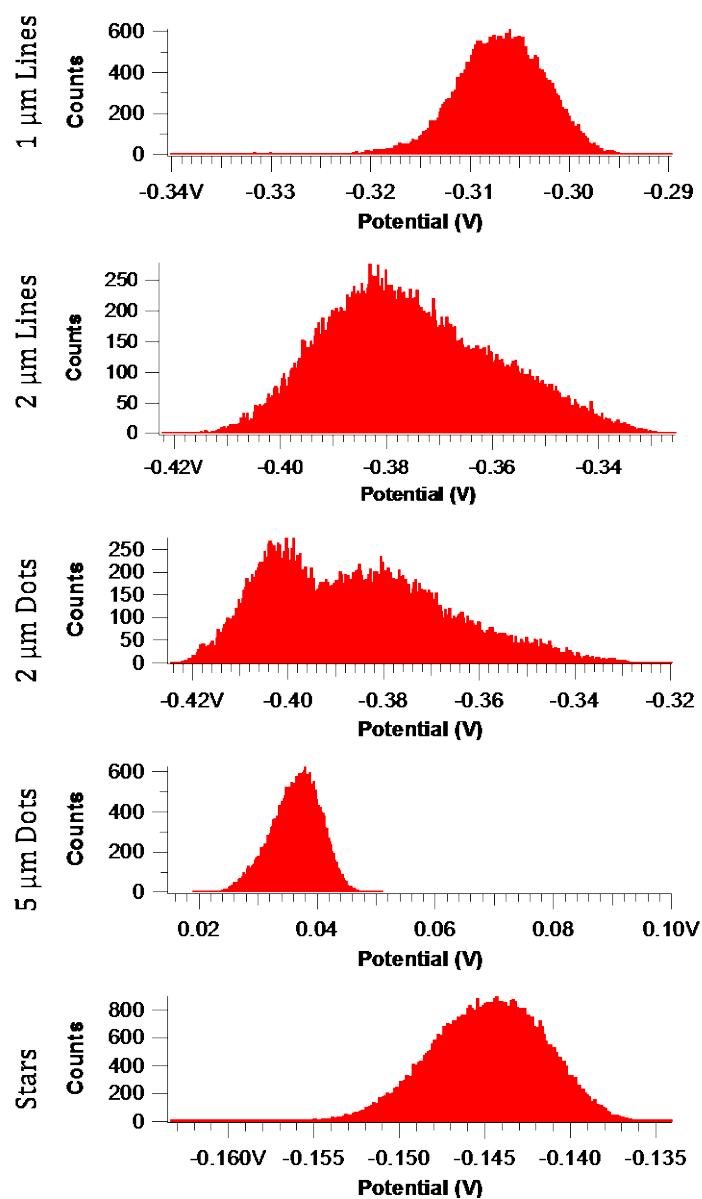 1 μm Lines
Counts
600
400
200
0
-0.34V -0.33 -0.32 -0.31 -0.30 -0.29
Potential (V)
2 μm Lines
Counts
250
200
150
100
50
0
-0.42V -0.40 -0.38 -0.36 -0.34
Potential (V)
2 μm Dots
Counts
250
200
150
100
50
0
-0.42V -0.40 -0.38 -0.36 -0.34 -0.32
Potential (V)
5 μm Dots
Counts
600
400
200
0
0.02 0.04 0.06 0.08 0.10V
Potential (V)
Stars
Counts
800
600
400
200
0
-0.160V -0.155 -0.150 -0.145 -0.140 -0.135
Potential (V)